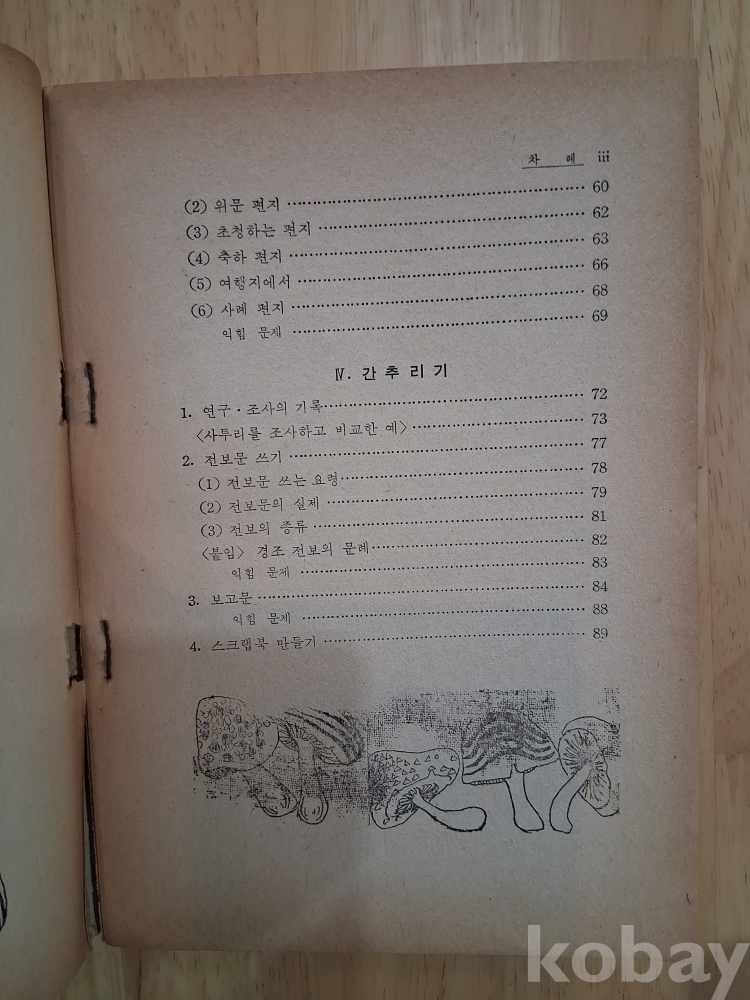 차 례 iii
(2) 위문 편지 ⋯⋯⋯⋯⋯⋯⋯⋯⋯⋯ 60
(3) 초청하는 편지 ⋯⋯⋯⋯⋯⋯⋯⋯⋯⋯ 62
(4) 축하 편지 ⋯⋯⋯⋯⋯⋯⋯⋯⋯⋯ 63
(5) 여행지에서 ⋯⋯⋯⋯⋯⋯⋯⋯⋯⋯ 66
(6) 사례 편지 ⋯⋯⋯⋯⋯⋯⋯⋯⋯⋯ 68
익힘 문제 ⋯⋯⋯⋯⋯⋯⋯⋯⋯⋯ 69
Ⅳ. 간추리기
1. 연구·조사의 기록 ⋯⋯⋯⋯⋯⋯⋯⋯⋯⋯ 72
〈사투리를 조사하고 비교한 예〉 ⋯⋯⋯⋯⋯⋯⋯⋯⋯⋯ 73
2. 전보문 쓰기 ⋯⋯⋯⋯⋯⋯⋯⋯⋯⋯ 77
(1) 전보문 쓰는 요령 ⋯⋯⋯⋯⋯⋯⋯⋯⋯⋯ 78
(2) 전보문의 실제 ⋯⋯⋯⋯⋯⋯⋯⋯⋯⋯ 79
(3) 전보의 종류 ⋯⋯⋯⋯⋯⋯⋯⋯⋯⋯ 81
〈붙임〉 경조 전보의 문례 ⋯⋯⋯⋯⋯⋯⋯⋯⋯⋯ 82
익힘 문제 ⋯⋯⋯⋯⋯⋯⋯⋯⋯⋯ 83
3. 보고문 ⋯⋯⋯⋯⋯⋯⋯⋯⋯⋯ 84
익힘 문제 ⋯⋯⋯⋯⋯⋯⋯⋯⋯⋯ 88
4. 스크랩북 만들기 ⋯⋯⋯⋯⋯⋯⋯⋯⋯⋯ 89
kobay